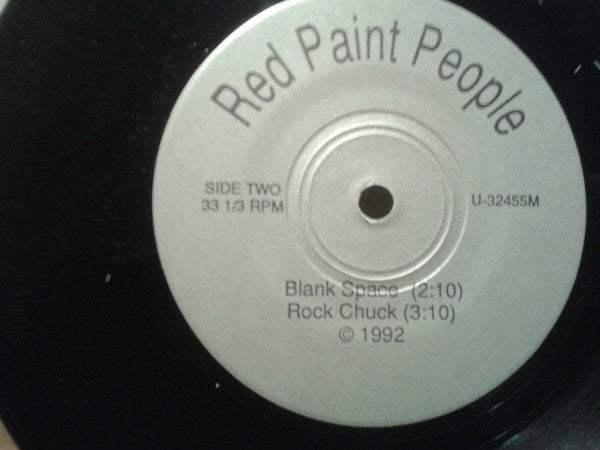 Red Paint People
SIDE TWO
33 1/3 RPM
U-32455M
Blank Space (2:10)
Rock Chuck (3:10)
© 1992